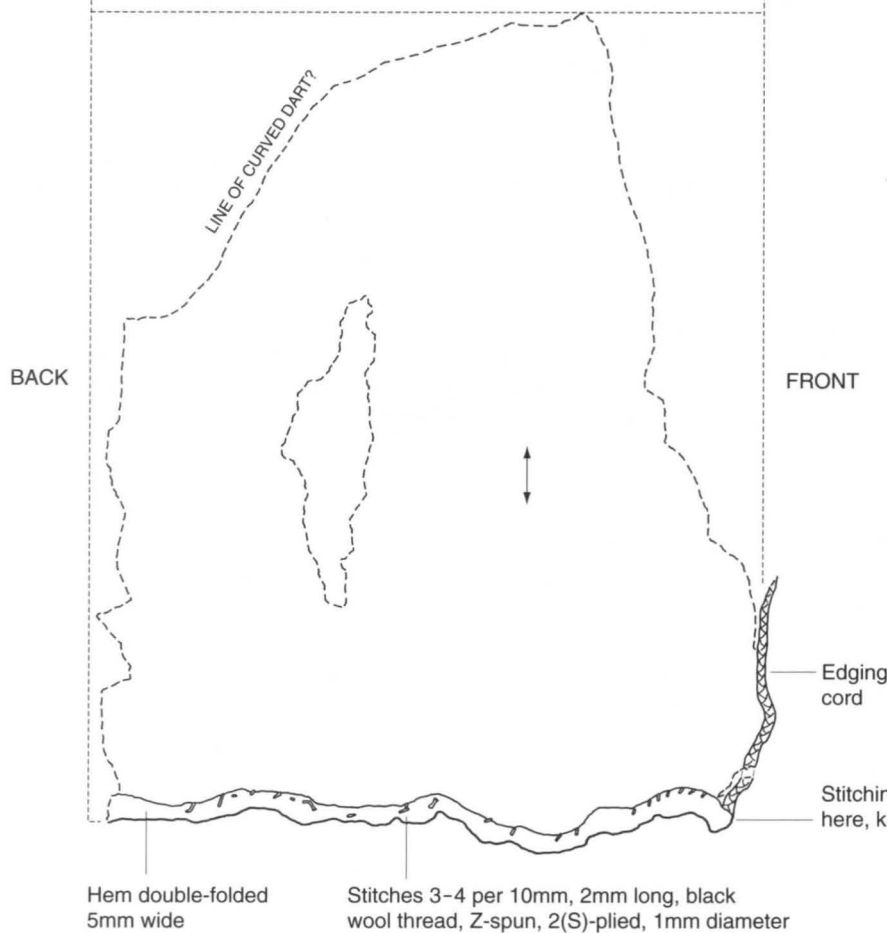 LINE OF CURVED DART?
BACK
FRONT
Edging
cord
Stitchin
here, k
Hem double-folded
5mm wide
Stitches 3–4 per 10mm, 2mm long, black
wool thread, Z-spun, 2(S)-plied, 1mm diameter